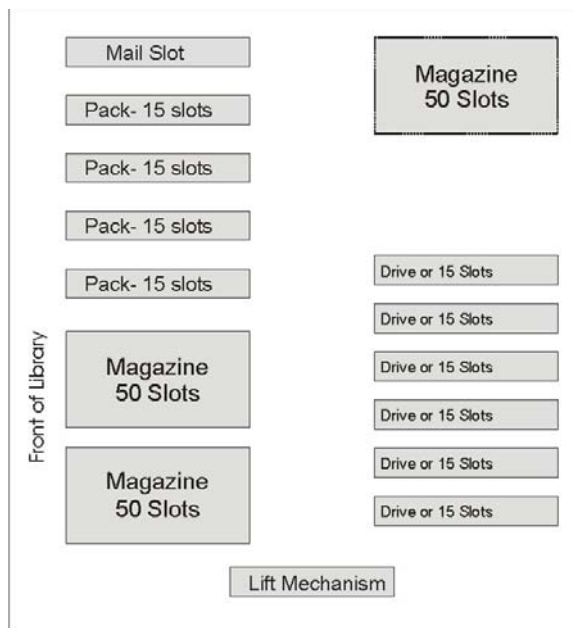 Mail Slot
Pack- 15 slots
Pack- 15 slots
Pack- 15 slots
Pack- 15 slots
Front of Library
Magazine
50 Slots
Magazine
50 Slots
Magazine
50 Slots
Drive or 15 Slots
Drive or 15 Slots
Drive or 15 Slots
Drive or 15 Slots
Drive or 15 Slots
Drive or 15 Slots
Lift Mechanism